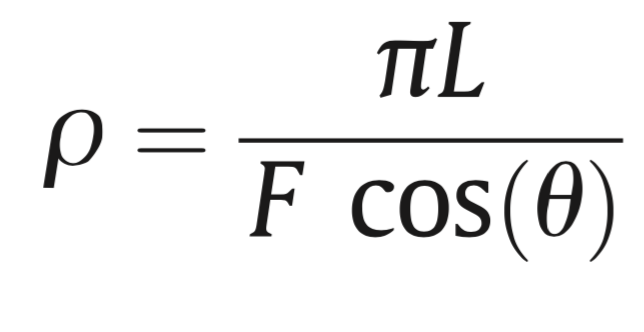 ρ = πL / F cos(θ)